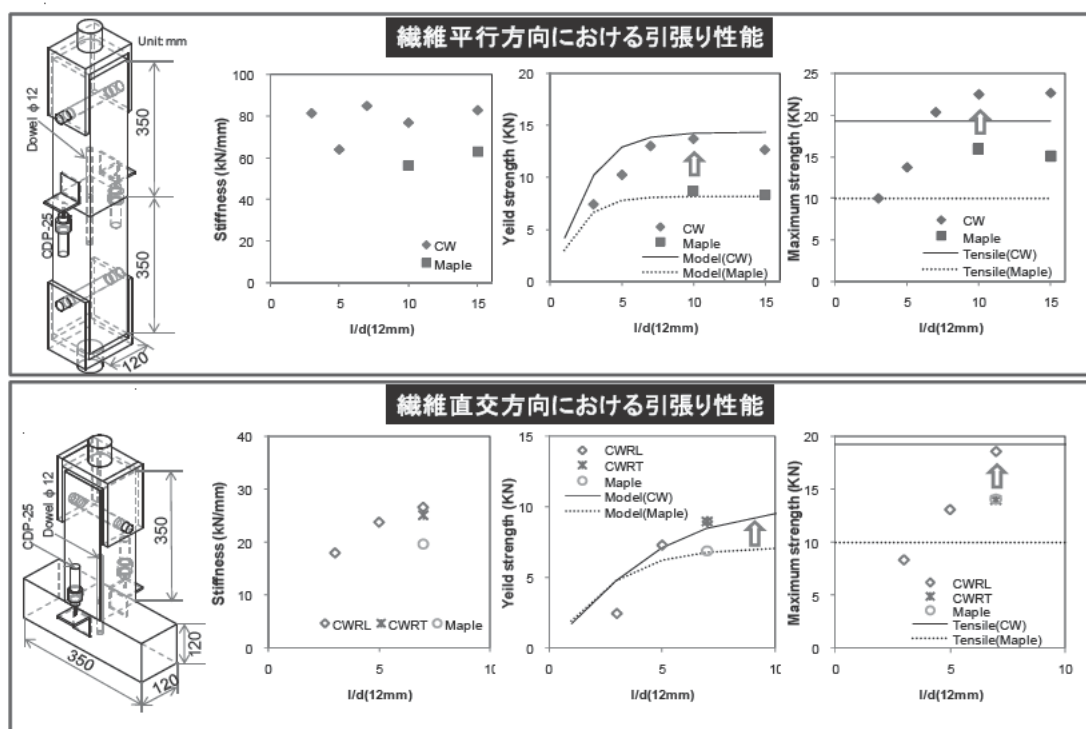 繊維平行方向における引張り性能
Unit: mm
Dowel φ12
CDP-25
350
350
120
Stiffness (kN/mm)
100
80
60
40
20
0
0
5
10
15
CW
Maple
l/d(12mm)
Yeild strength (KN)
20
15
10
5
0
0
5
10
15
CW
Maple
Model(CW)
Model(Maple)
l/d(12mm)
Maximum strength (KN)
25
20
15
10
5
0
0
5
10
15
CW
Maple
Tensile(CW)
Tensile(Maple)
l/d(12mm)
繊維直交方向における引張り性能
CDP-25
Dowel φ12
350
350
120
120
Stiffness (kN/mm)
40
30
20
10
0
0
5
10
CWRL
CWRT
Maple
l/d(12mm)
Yeild strength (KN)
15
10
5
0
0
5
10
CWRL
CWRT
Maple
Model(CW)
Model(Maple)
l/d(12mm)
Maximum strength (KN)
20
15
10
5
0
0
5
10
CWRL
CWRT
Maple
Tensile(CW)
Tensile(Maple)
l/d(12mm)